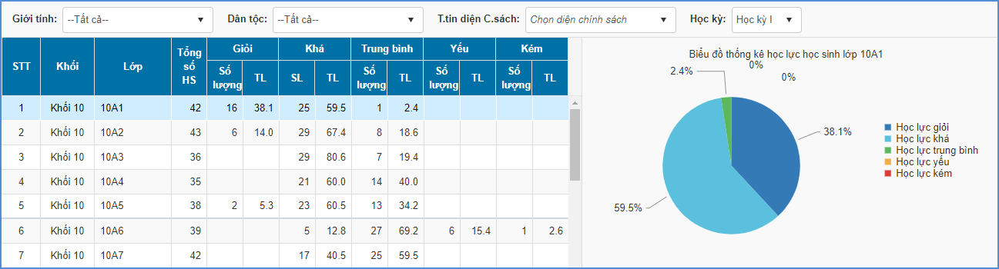 Giới tính: --Tất cả-- Dân tộc: --Tất cả-- T.tin diện C.sách: Chọn diện chính sách Học kỳ: Học kỳ I
STT Khối Lớp Tổng số HS Giỏi Khá Trung bình Yếu Kém
Số lượng TL SL TL Số lượng TL Số lượng TL Số lượng TL
1 Khối 10 10A1 42 16 38.1 25 59.5 1 2.4
2 Khối 10 10A2 43 6 14.0 29 67.4 8 18.6
3 Khối 10 10A3 36 29 80.6 7 19.4
4 Khối 10 10A4 35 21 60.0 14 40.0
5 Khối 10 10A5 38 2 5.3 23 60.5 13 34.2
6 Khối 10 10A6 39 5 12.8 27 69.2 6 15.4 1 2.6
7 Khối 10 10A7 42 17 40.5 25 59.5
Biểu đồ thống kê học lực học sinh lớp 10A1
0%
2.4%
0%
38.1%
59.5%
Học lực giỏi
Học lực khá
Học lực trung bình
Học lực yếu
Học lực kém